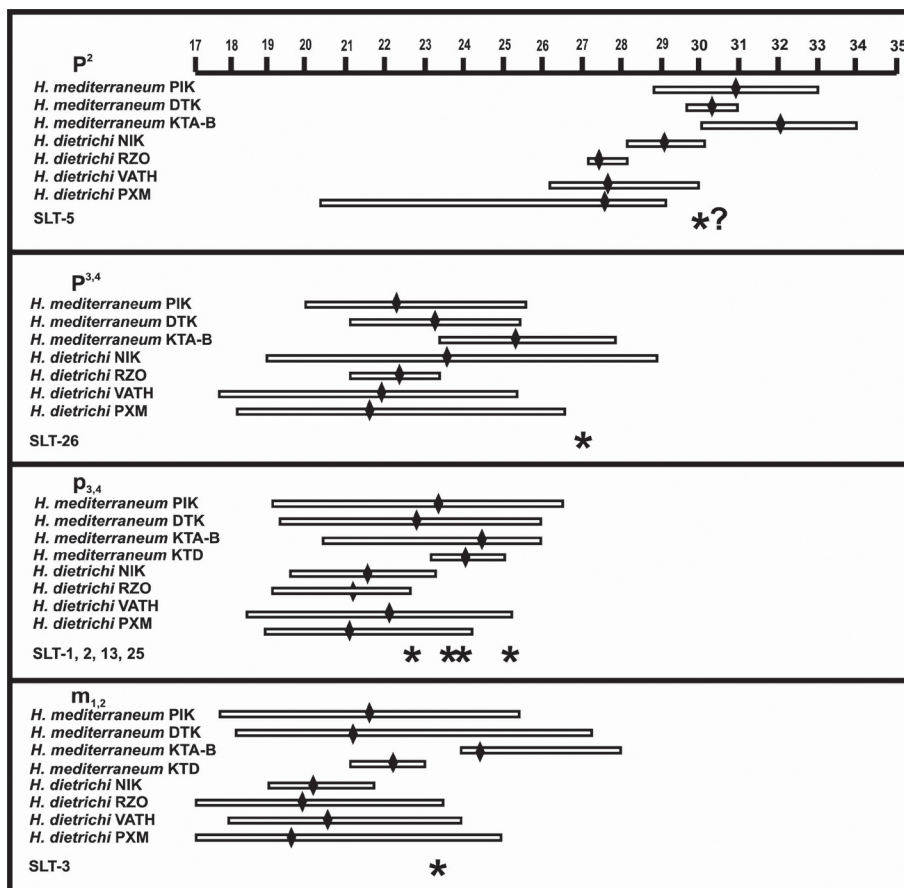 17 18 19 20 21 22 23 24 25 26 27 28 29 30 31 32 33 34 35
P²
H. mediterraneum PIK
H. mediterraneum DTK
H. mediterraneum KTA-B
H. dietrichi NIK
H. dietrichi RZO
H. dietrichi VATH
H. dietrichi PXM
SLT-5
*?
P³,⁴
H. mediterraneum PIK
H. mediterraneum DTK
H. mediterraneum KTA-B
H. dietrichi NIK
H. dietrichi RZO
H. dietrichi VATH
H. dietrichi PXM
SLT-26
*
p₃,₄
H. mediterraneum PIK
H. mediterraneum DTK
H. mediterraneum KTA-B
H. mediterraneum KTD
H. dietrichi NIK
H. dietrichi RZO
H. dietrichi VATH
H. dietrichi PXM
SLT-1, 2, 13, 25
* ** *
m₁,₂
H. mediterraneum PIK
H. mediterraneum DTK
H. mediterraneum KTA-B
H. mediterraneum KTD
H. dietrichi NIK
H. dietrichi RZO
H. dietrichi VATH
H. dietrichi PXM
SLT-3
*